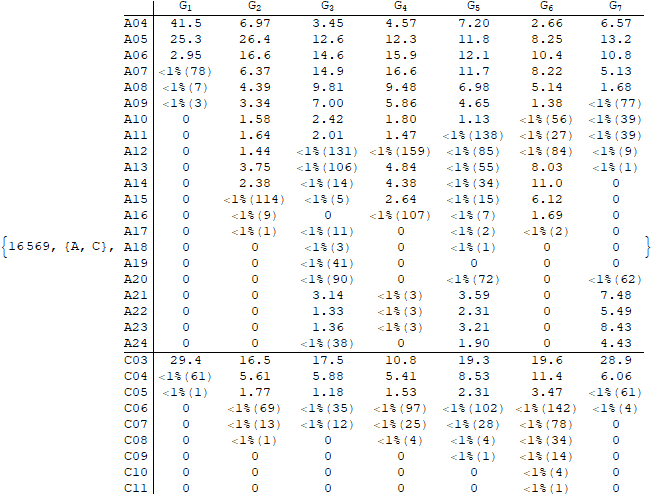 G₁ G₂ G₃ G₄ G₅ G₆ G₇
A04 41.5 6.97 3.45 4.57 7.20 2.66 6.57
A05 25.3 26.4 12.6 12.3 11.8 8.25 13.2
A06 2.95 16.6 14.6 15.9 12.1 10.4 10.8
A07 <1%(78) 6.37 14.9 16.6 11.7 8.22 5.13
A08 <1%(7) 4.39 9.81 9.48 6.98 5.14 1.68
A09 <1%(3) 3.34 7.00 5.86 4.65 1.38 <1%(77)
A10 0 1.58 2.42 1.80 1.13 <1%(56) <1%(39)
A11 0 1.64 2.01 1.47 <1%(138) <1%(27) <1%(39)
A12 0 1.44 <1%(131) <1%(159) <1%(85) <1%(84) <1%(9)
A13 0 3.75 <1%(106) 4.84 <1%(55) 8.03 <1%(1)
A14 0 2.38 <1%(14) 4.38 <1%(34) 11.0 0
A15 0 <1%(114) <1%(5) 2.64 <1%(15) 6.12 0
A16 0 <1%(9) 0 <1%(107) <1%(7) 1.69 0
A17 0 <1%(1) <1%(11) 0 <1%(2) <1%(2) 0
{16569, {A, C}, A18 0 0 <1%(3) 0 <1%(1) 0 0 }
A19 0 0 <1%(41) 0 0 0 0
A20 0 0 <1%(90) 0 <1%(72) 0 <1%(62)
A21 0 0 3.14 <1%(3) 3.59 0 7.48
A22 0 0 1.33 <1%(3) 2.31 0 5.49
A23 0 0 1.36 <1%(3) 3.21 0 8.43
A24 0 0 <1%(38) 0 1.90 0 4.43
C03 29.4 16.5 17.5 10.8 19.3 19.6 28.9
C04 <1%(61) 5.61 5.88 5.41 8.53 11.4 6.06
C05 <1%(1) 1.77 1.18 1.53 2.31 3.47 <1%(61)
C06 0 <1%(69) <1%(35) <1%(97) <1%(102) <1%(142) <1%(4)
C07 0 <1%(13) <1%(12) <1%(25) <1%(28) <1%(78) 0
C08 0 <1%(1) 0 <1%(4) <1%(4) <1%(34) 0
C09 0 0 0 0 <1%(1) <1%(14) 0
C10 0 0 0 0 0 <1%(4) 0
C11 0 0 0 0 0 <1%(1) 0